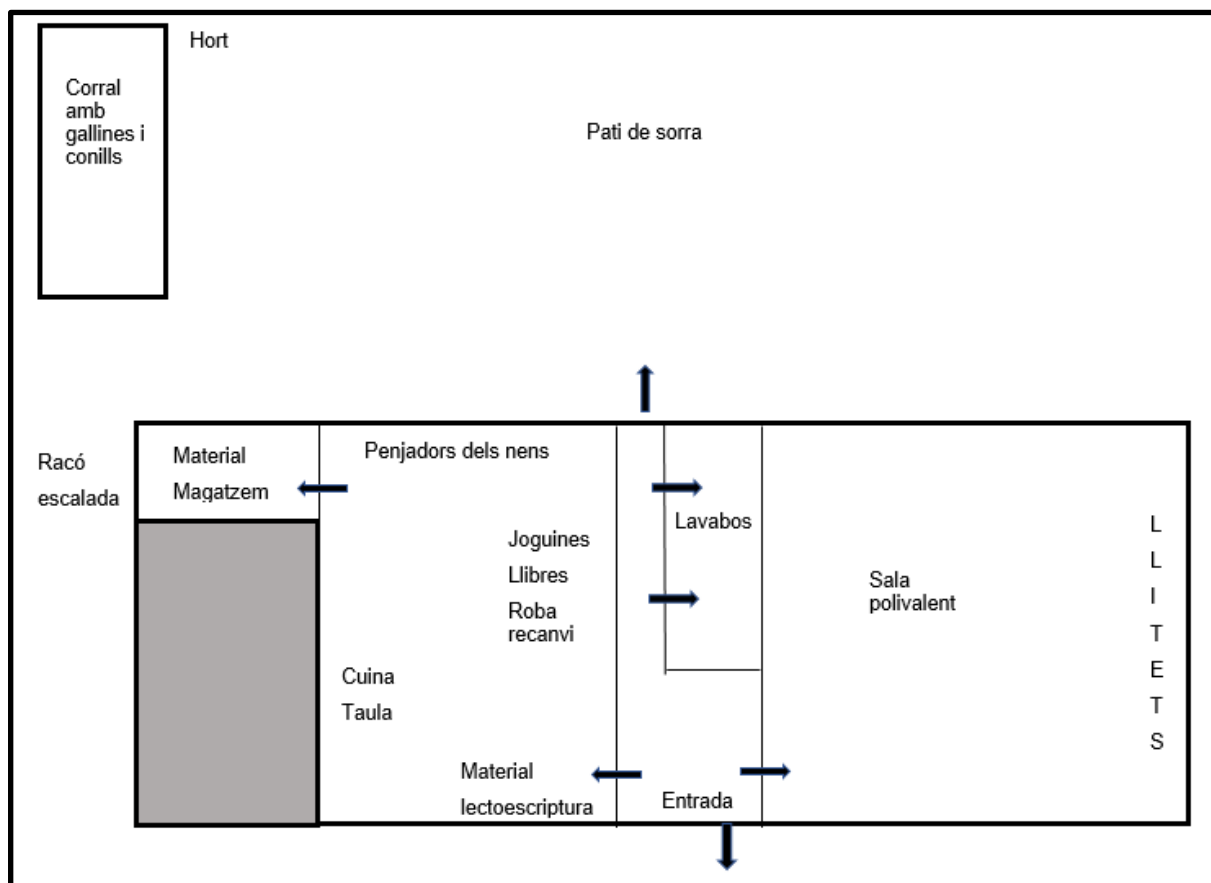 Hort
Corral
amb
gallines i
conills
Pati de sorra
Racó
escalada
Material
Magatzem
Penjadors dels nens
Joguines
Llibres
Roba
recanvi
Lavabos
Sala
polivalent
L
L
I
T
E
T
S
Cuina
Taula
Material
lectoescriptura
Entrada